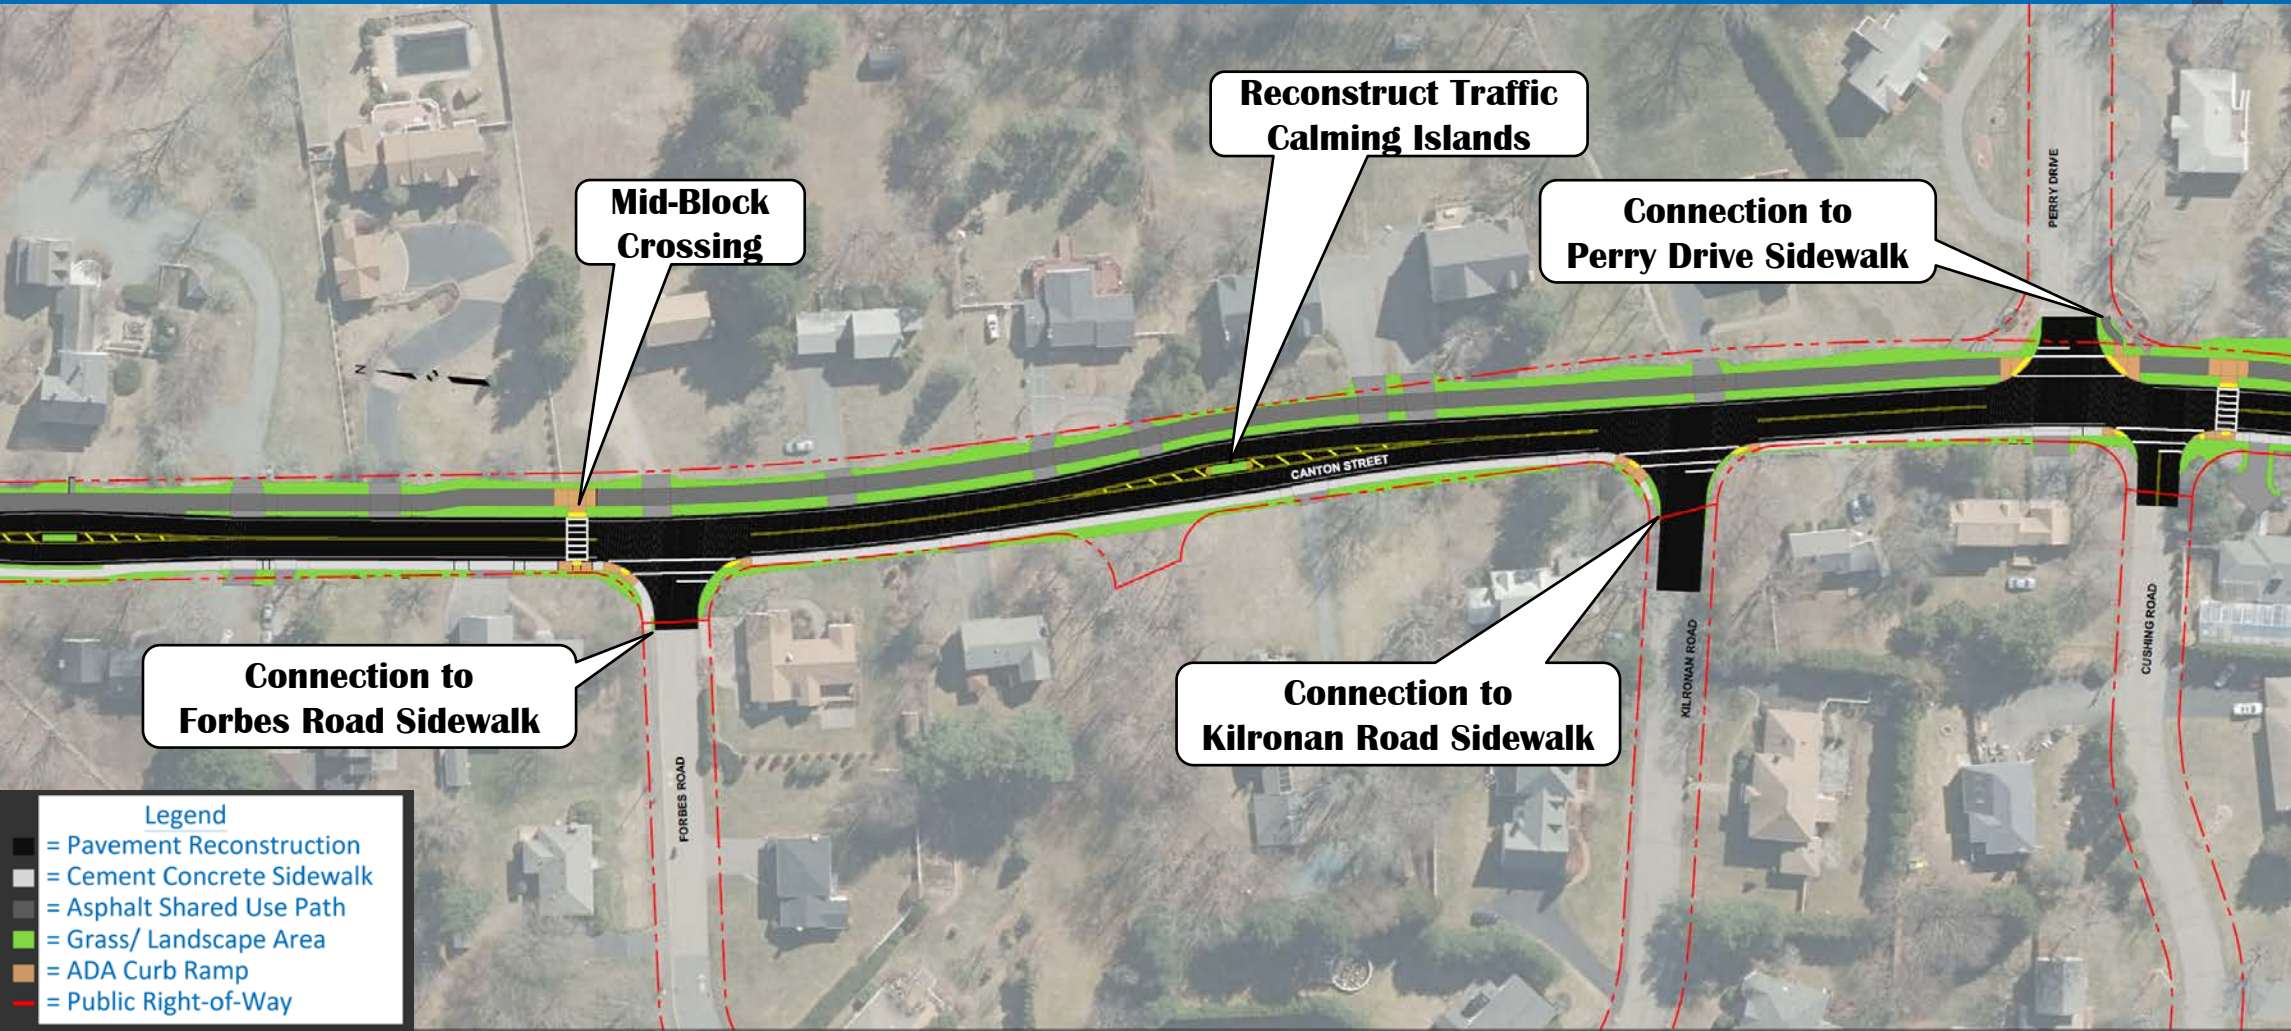 Reconstruct Traffic
Calming Islands
Mid-Block
Crossing
Connection to
Perry Drive Sidewalk
PERRY DRIVE
N
CANTON STREET
Connection to
Forbes Road Sidewalk
Connection to
Kilronan Road Sidewalk
FORBES ROAD
KILRONAN ROAD
CUSHING ROAD
Legend
= Pavement Reconstruction
= Cement Concrete Sidewalk
= Asphalt Shared Use Path
= Grass/ Landscape Area
= ADA Curb Ramp
= Public Right-of-Way